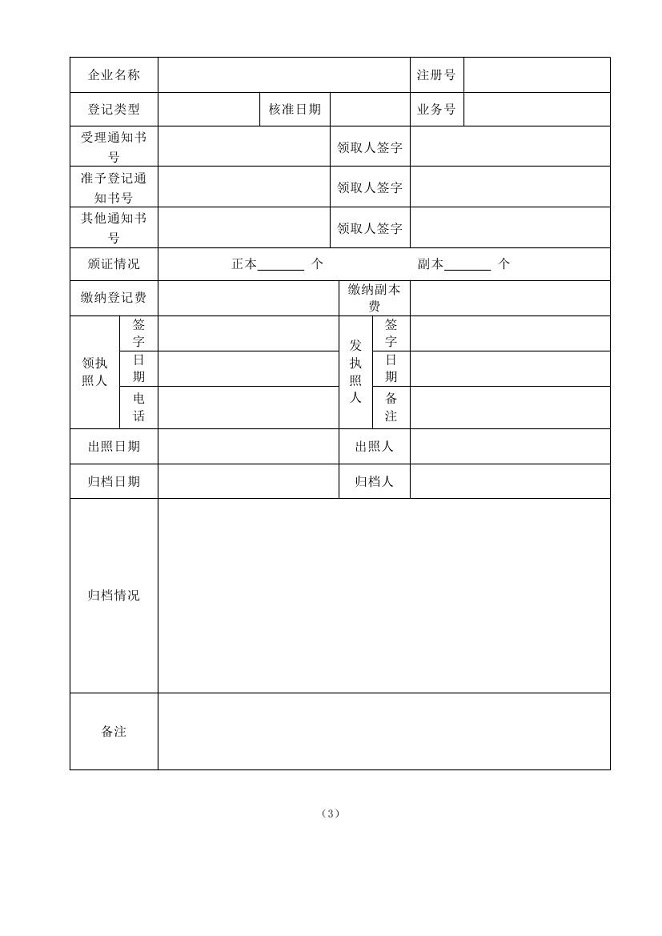 企业名称 注册号
登记类型 核准日期 业务号
受理通知书
号 领取人签字
准予登记通
知书号 领取人签字
其他通知书
号 领取人签字
颁证情况 正本______ 个 副本______ 个
缴纳登记费 缴纳副本
费
领执
照人 签
字 发
执
照
人 签
字
日
期 日
期
电
话 备
注
出照日期 出照人
归档日期 归档人
归档情况
备注
（3）